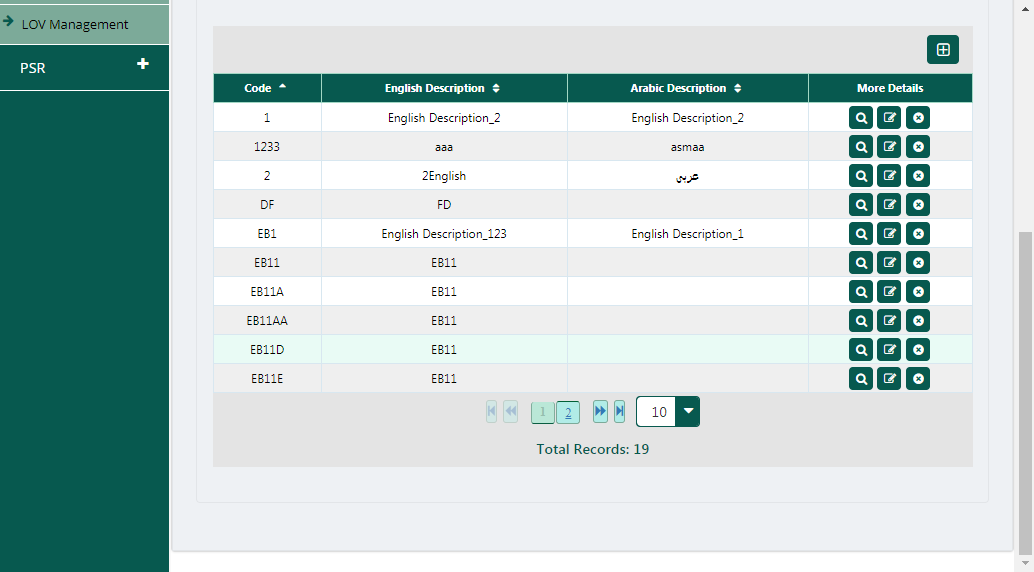 LOV Management
PSR
Code English Description Arabic Description More Details
1 English Description_2 English Description_2
1233 aaa asmaa
2 2English عربي
DF FD
EB1 English Description_123 English Description_1
EB11 EB11
EB11A EB11
EB11AA EB11
EB11D EB11
EB11E EB11
1 2 10
Total Records: 19